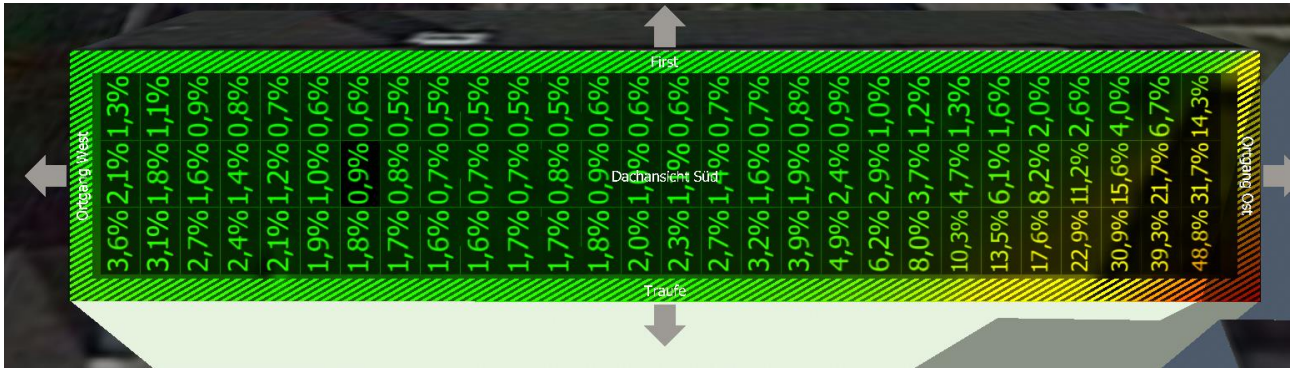 First
Ortgang West
1,3% 1,1% 0,9% 0,8% 0,7% 0,6% 0,6% 0,5% 0,5% 0,5% 0,5% 0,5% 0,6% 0,6% 0,6% 0,7% 0,7% 0,8% 0,9% 1,0% 1,2% 1,3% 1,6% 2,0% 2,6% 4,0% 6,7% 14,3%
2,1% 1,8% 1,6% 1,4% 1,2% 1,0% 0,9% 0,8% 0,7% 0,7% 0,7% 0,8% 0,9% 1,6% 1,9% 2,4% 2,9% 3,7% 4,7% 6,1% 8,2% 11,2% 15,6% 21,7% 31,7%
Dachansicht Süd
3,6% 3,1% 2,7% 2,4% 2,1% 1,9% 1,8% 1,7% 1,6% 1,6% 1,7% 1,7% 1,8% 2,0% 2,3% 2,7% 3,2% 3,9% 4,9% 6,2% 8,0% 10,3% 13,5% 17,6% 22,9% 30,9% 39,3% 48,8%
Ortgang Ost
Traufe